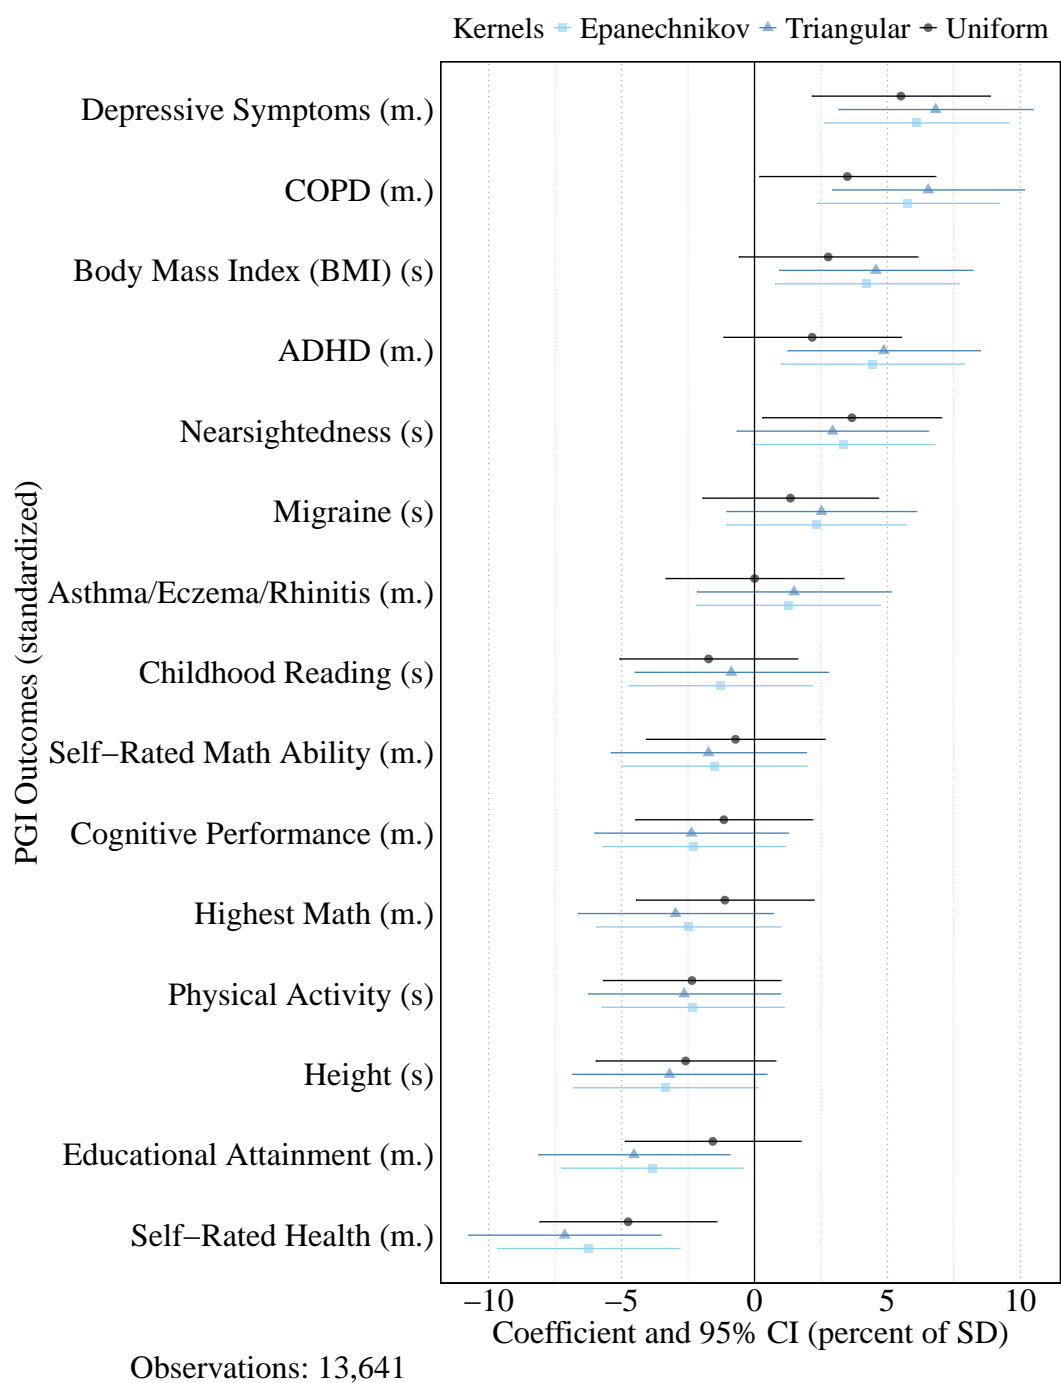 Kernels Epanechnikov Triangular Uniform
PGI Outcomes (standardized)
Depressive Symptoms (m.)
COPD (m.)
Body Mass Index (BMI) (s)
ADHD (m.)
Nearsightedness (s)
Migraine (s)
Asthma/Eczema/Rhinitis (m.)
Childhood Reading (s)
Self−Rated Math Ability (m.)
Cognitive Performance (m.)
Highest Math (m.)
Physical Activity (s)
Height (s)
Educational Attainment (m.)
Self−Rated Health (m.)
−10 −5 0 5 10
Coefficient and 95% CI (percent of SD)
Observations: 13,641